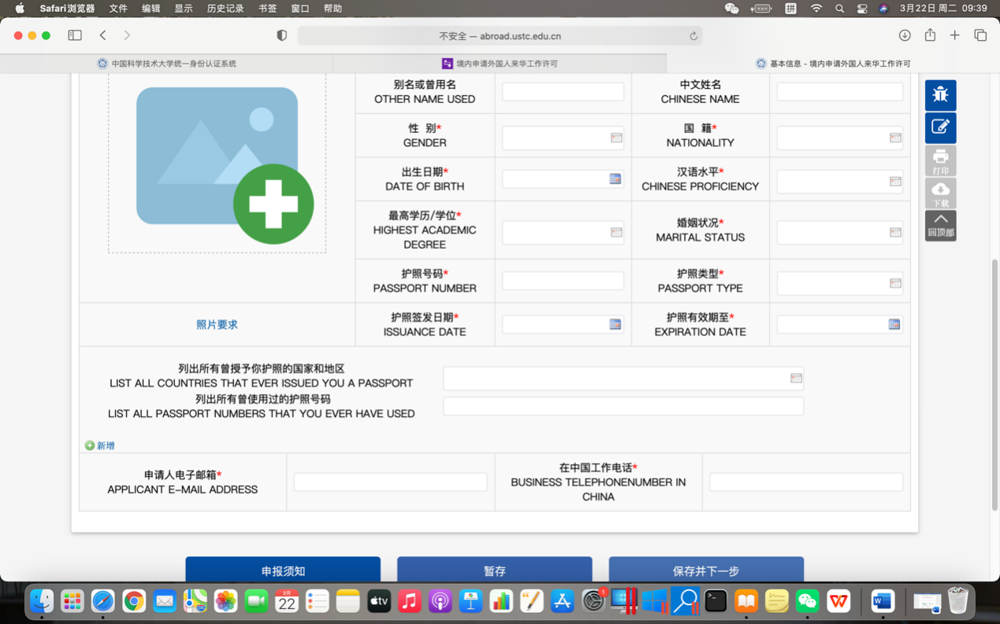 Safari浏览器 文件 编辑 显示 历史记录 书签 窗口 帮助 拼 3月22日 周二 09:39
不安全 — abroad.ustc.edu.cn
中国科学技术大学统一身份认证系统 境内申请外国人来华工作许可 基本信息 - 境内申请外国人来华工作许可
别名或曾用名
OTHER NAME USED
中文姓名
CHINESE NAME
性 别*
GENDER
国 籍*
NATIONALITY
出生日期*
DATE OF BIRTH
汉语水平*
CHINESE PROFICIENCY
最高学历/学位*
HIGHEST ACADEMIC
DEGREE
婚姻状况*
MARITAL STATUS
护照号码*
PASSPORT NUMBER
护照类型*
PASSPORT TYPE
照片要求
护照签发日期*
ISSUANCE DATE
护照有效期至*
EXPIRATION DATE
打印
下载
回顶部
列出所有曾授予你护照的国家和地区
LIST ALL COUNTRIES THAT EVER ISSUED YOU A PASSPORT
列出所有曾使用过的护照号码
LIST ALL PASSPORT NUMBERS THAT YOU EVER HAVE USED
新增
申请人电子邮箱*
APPLICANT E-MAIL ADDRESS
在中国工作电话*
BUSINESS TELEPHONENUMBER IN
CHINA
申报须知 暂存 保存并下一步
3月
22
tv
1
W